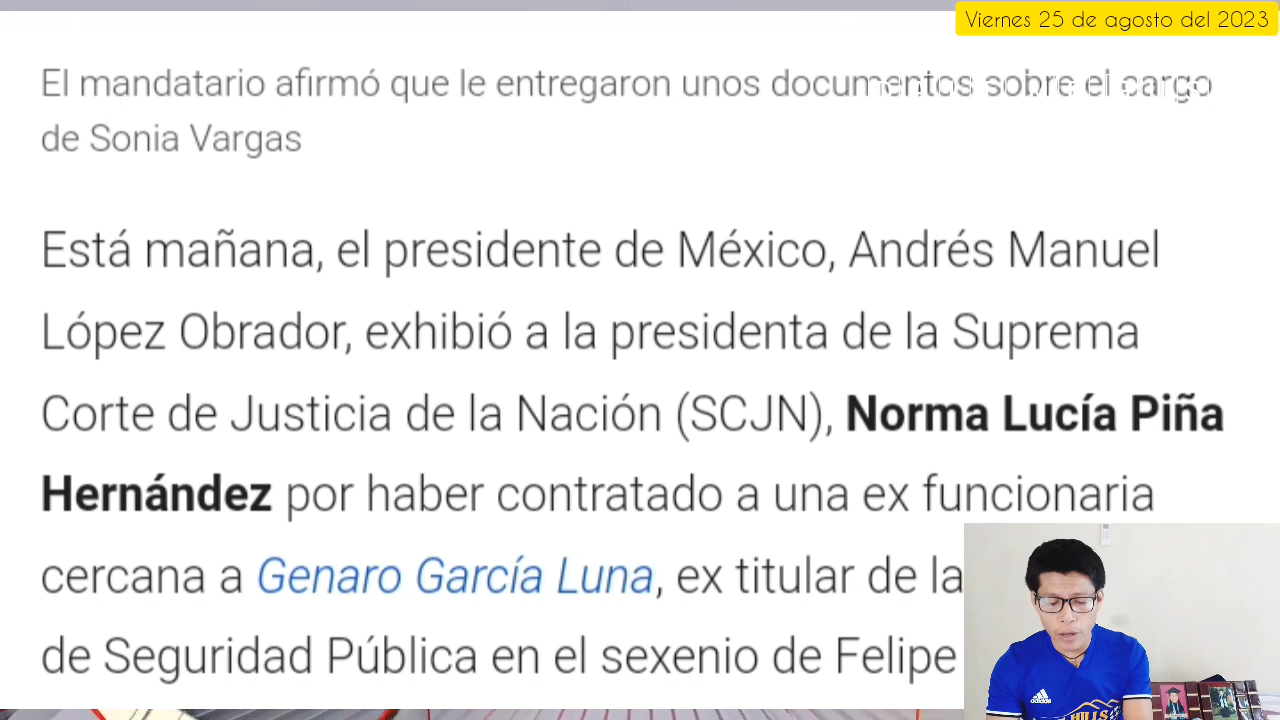 Viernes 25 de agosto del 2023
El mandatario afirmó que le entregaron unos documentos sobre el cargo
de Sonia Vargas
Está mañana, el presidente de México, Andrés Manuel
López Obrador, exhibió a la presidenta de la Suprema
Corte de Justicia de la Nación (SCJN), Norma Lucía Piña
Hernández por haber contratado a una ex funcionaria
cercana a Genaro García Luna, ex titular de la
de Seguridad Pública en el sexenio de Felipe
adidas
HILLS